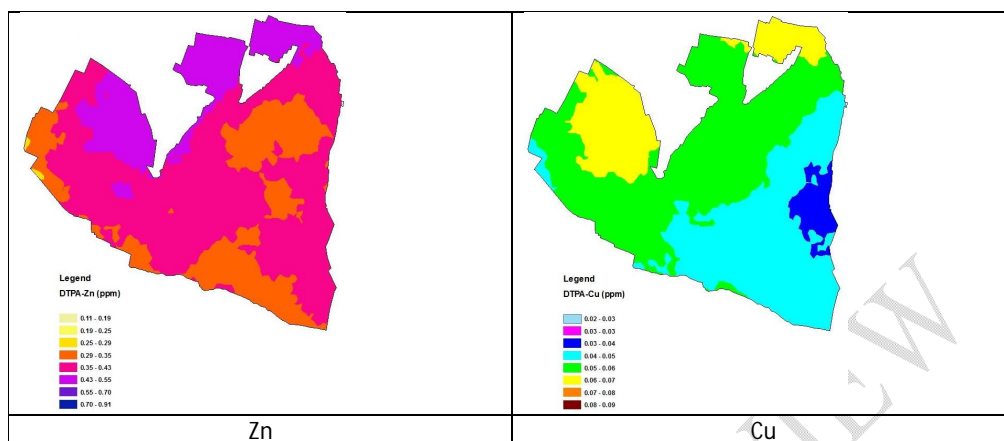 Legend
DTPA-Zn (ppm)
0.11 - 0.19
0.19 - 0.25
0.25 - 0.29
0.29 - 0.35
0.35 - 0.43
0.43 - 0.55
0.55 - 0.70
0.70 - 0.91
Zn
Legend
DTPA-Cu (ppm)
0.02 - 0.03
0.03 - 0.03
0.03 - 0.04
0.04 - 0.05
0.05 - 0.06
0.06 - 0.07
0.07 - 0.08
0.08 - 0.09
Cu
EW